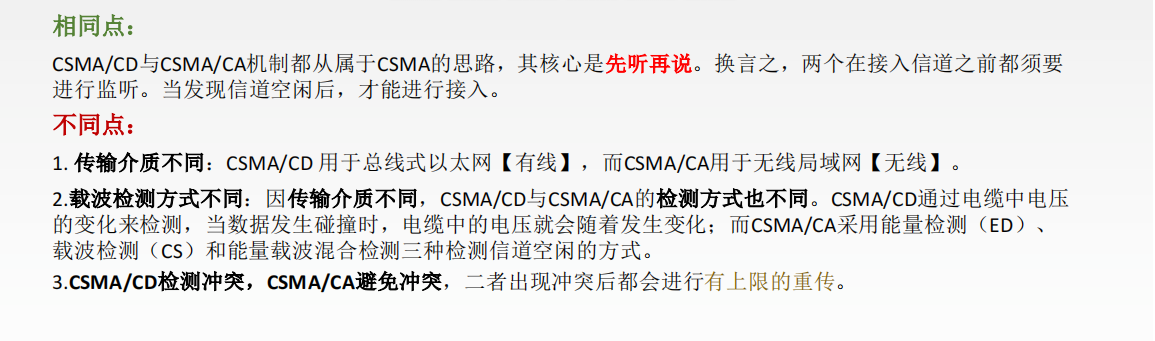 相同点：
CSMA/CD与CSMA/CA机制都从属于CSMA的思路，其核心是先听再说。换言之，两个在接入信道之前都须要
进行监听。当发现信道空闲后，才能进行接入。
不同点：
1. 传输介质不同：CSMA/CD 用于总线式以太网【有线】，而CSMA/CA用于无线局域网【无线】。
2.载波检测方式不同：因传输介质不同，CSMA/CD与CSMA/CA的检测方式也不同。CSMA/CD通过电缆中电压
的变化来检测，当数据发生碰撞时，电缆中的电压就会随着发生变化；而CSMA/CA采用能量检测（ED）、
载波检测（CS）和能量载波混合检测三种检测信道空闲的方式。
3.CSMA/CD检测冲突，CSMA/CA避免冲突，二者出现冲突后都会进行有上限的重传。